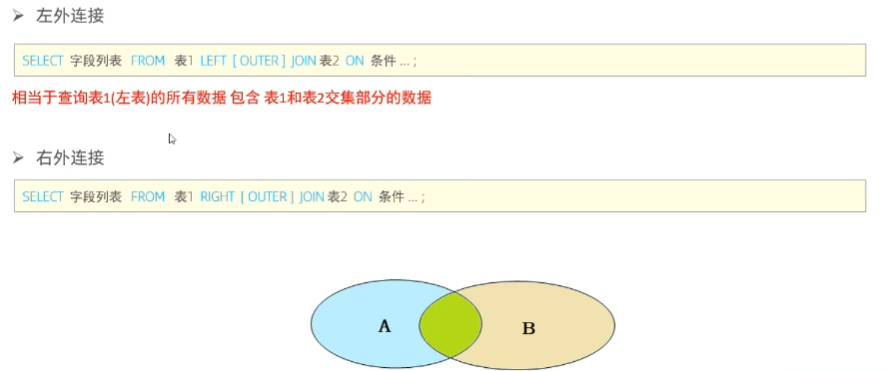 ➢ 左外连接
SELECT 字段列表 FROM 表1 LEFT [ OUTER ] JOIN 表2 ON 条件 ... ;
相当于查询表1(左表)的所有数据 包含 表1和表2交集部分的数据
➢ 右外连接
SELECT 字段列表 FROM 表1 RIGHT [ OUTER ] JOIN 表2 ON 条件 ... ;
A B